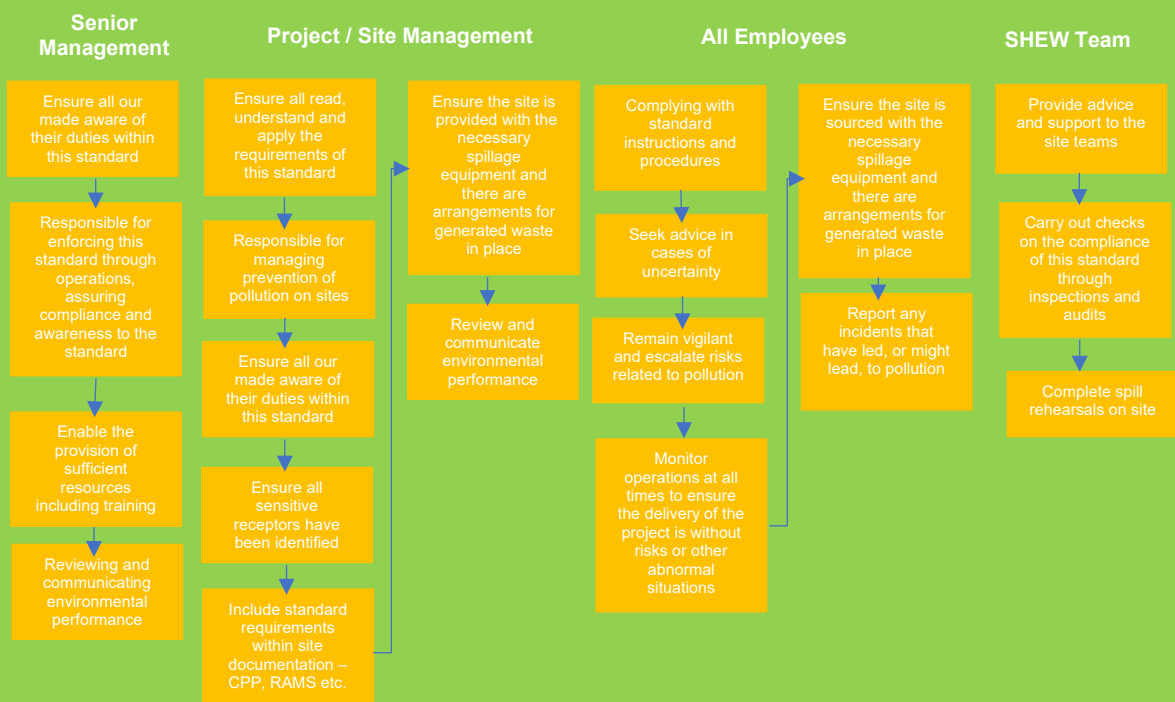 Senior
Management
Ensure all our
made aware of
their duties within
this standard
Responsible for
enforcing this
standard through
operations,
assuring
compliance and
awareness to the
standard
Enable the
provision of
sufficient
resources
including training
Reviewing and
communicating
environmental
performance
Project / Site Management
Ensure all read,
understand and
apply the
requirements of
this standard
Responsible for
managing
prevention of
pollution on sites
Ensure all our
made aware of
their duties within
this standard
Ensure all
sensitive
receptors have
been identified
Include standard
requirements
within site
documentation –
CPP, RAMS etc.
Ensure the site is
provided with the
necessary
spillage
equipment and
there are
arrangements for
generated waste
in place
Review and
communicate
environmental
performance
All Employees
Complying with
standard
instructions and
procedures
Seek advice in
cases of
uncertainty
Remain vigilant
and escalate risks
related to pollution
Monitor
operations at all
times to ensure
the delivery of the
project is without
risks or other
abnormal
situations
Ensure the site is
sourced with the
necessary
spillage
equipment and
there are
arrangements for
generated waste
in place
Report any
incidents that
have led, or might
lead, to pollution
SHEW Team
Provide advice
and support to the
site teams
Carry out checks
on the compliance
of this standard
through
inspections and
audits
Complete spill
rehearsals on site